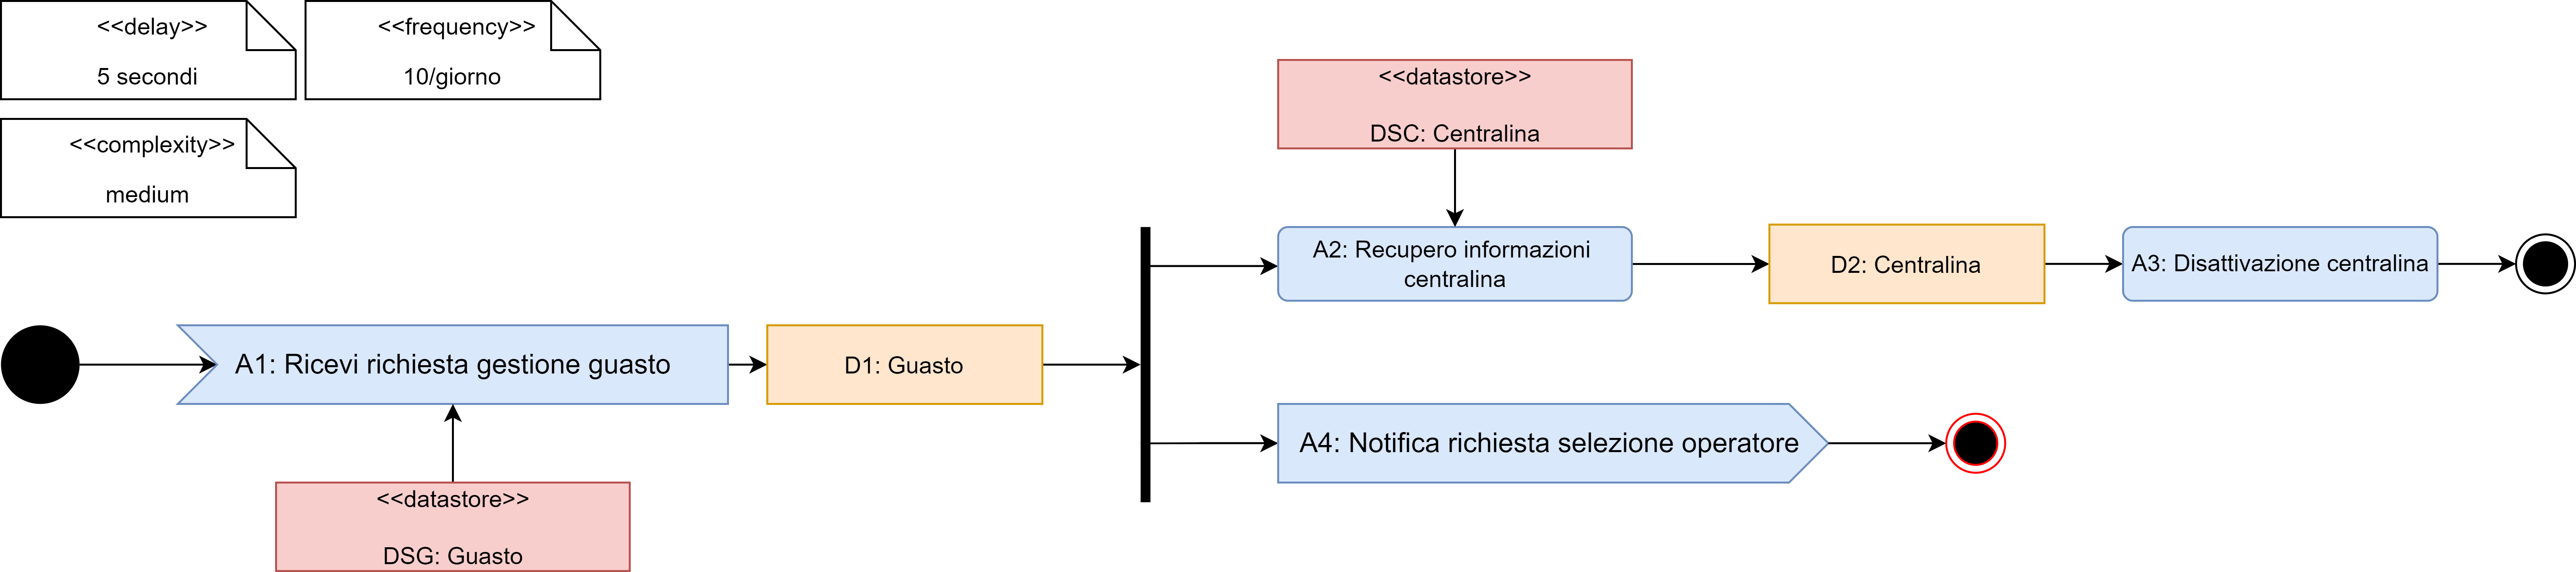 <<delay>>
5 secondi
<<frequency>>
10/giorno
<<complexity>>
medium
<<datastore>>
DSC: Centralina
A2: Recupero informazioni
centralina
D2: Centralina
A3: Disattivazione centralina
A1: Ricevi richiesta gestione guasto
D1: Guasto
A4: Notifica richiesta selezione operatore
<<datastore>>
DSG: Guasto